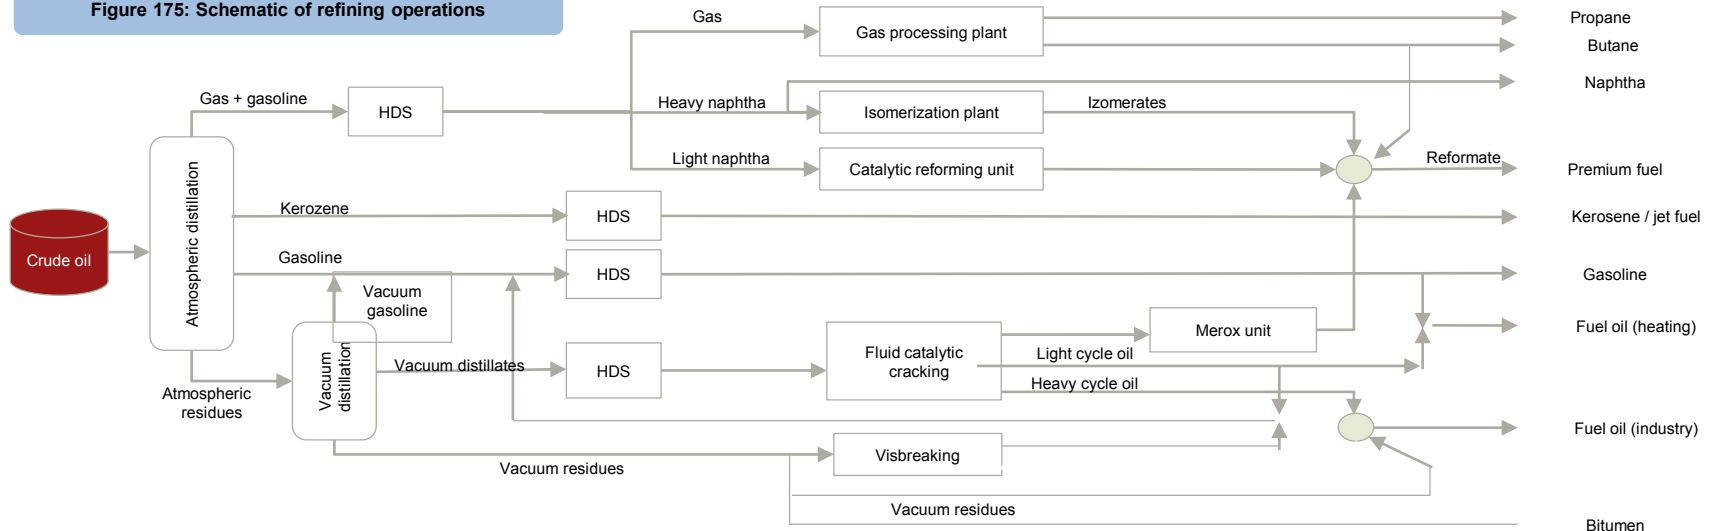 Figure 175: Schematic of refining operations
Gas
Gas processing plant
Propane
Butane
Naphtha
Gas + gasoline
HDS
Heavy naphtha
Isomerization plant
Izomerates
Light naphtha
Catalytic reforming unit
Reformate
Premium fuel
Atmospheric distillation
Kerozene
HDS
Kerosene / jet fuel
Crude oil
Gasoline
HDS
Gasoline
Vacuum
gasoline
Merox unit
Fuel oil (heating)
Vacuum
distillation
Vacuum distillates
HDS
Fluid catalytic
cracking
Light cycle oil
Heavy cycle oil
Atmospheric
residues
Fuel oil (industry)
Visbreaking
Vacuum residues
Vacuum residues
Bitumen